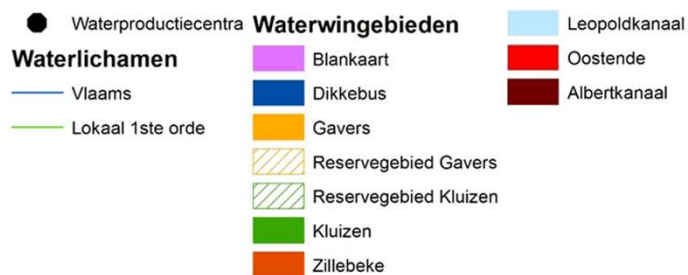 Waterproductiecentra
Waterlichamen
Vlaams
Lokaal 1ste orde
Waterwingebieden
Blankaart
Dikkebus
Gavers
Reservegebied Gavers
Reservegebied Kluizen
Kluizen
Zillebeke
Leopoldkanaal
Oostende
Albertkanaal